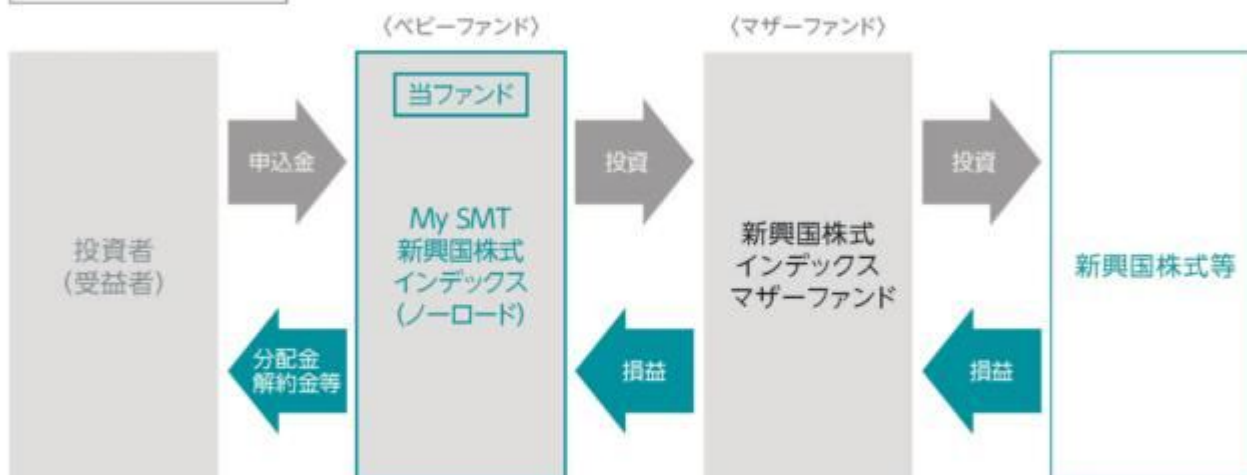 〈ベビーファンド〉
〈マザーファンド〉
投資者
(受益者)
申込金
分配金
解約金等
当ファンド
My SMT
新興国株式
インデックス
(ノーロード)
投資
損益
新興国株式
インデックス
マザーファンド
投資
損益
新興国株式等